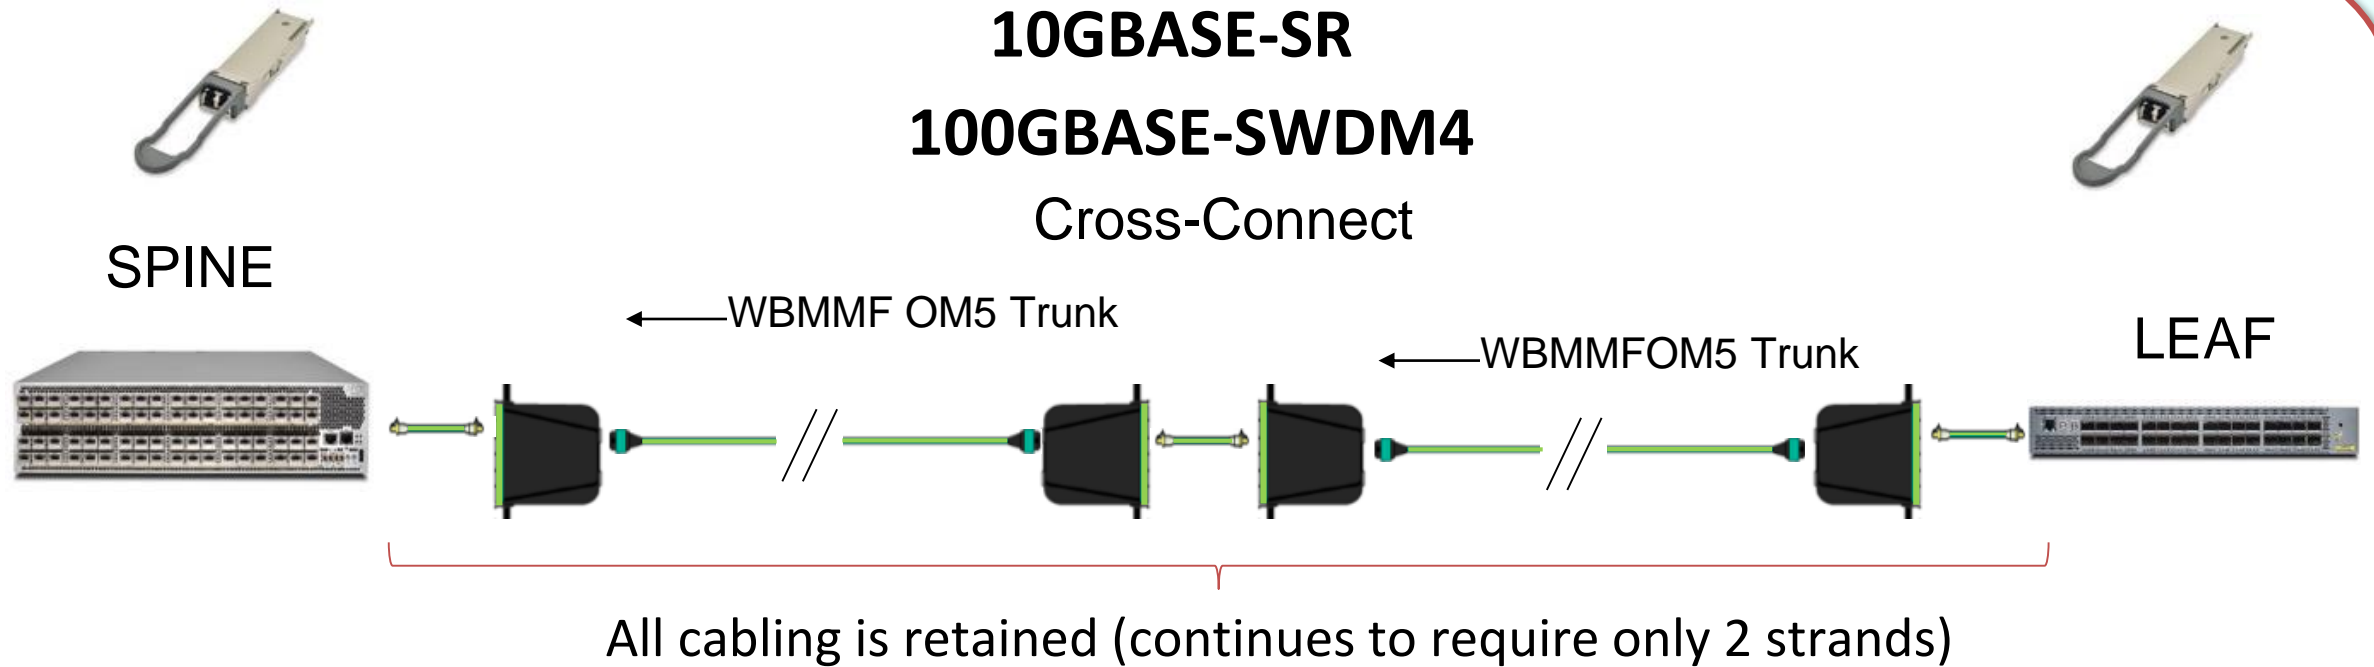 10GBASE-SR
100GBASE-SWDM4
Cross-Connect
SPINE
WBMMF OM5 Trunk
LEAF
WBMMFOM5 Trunk
All cabling is retained (continues to require only 2 strands)